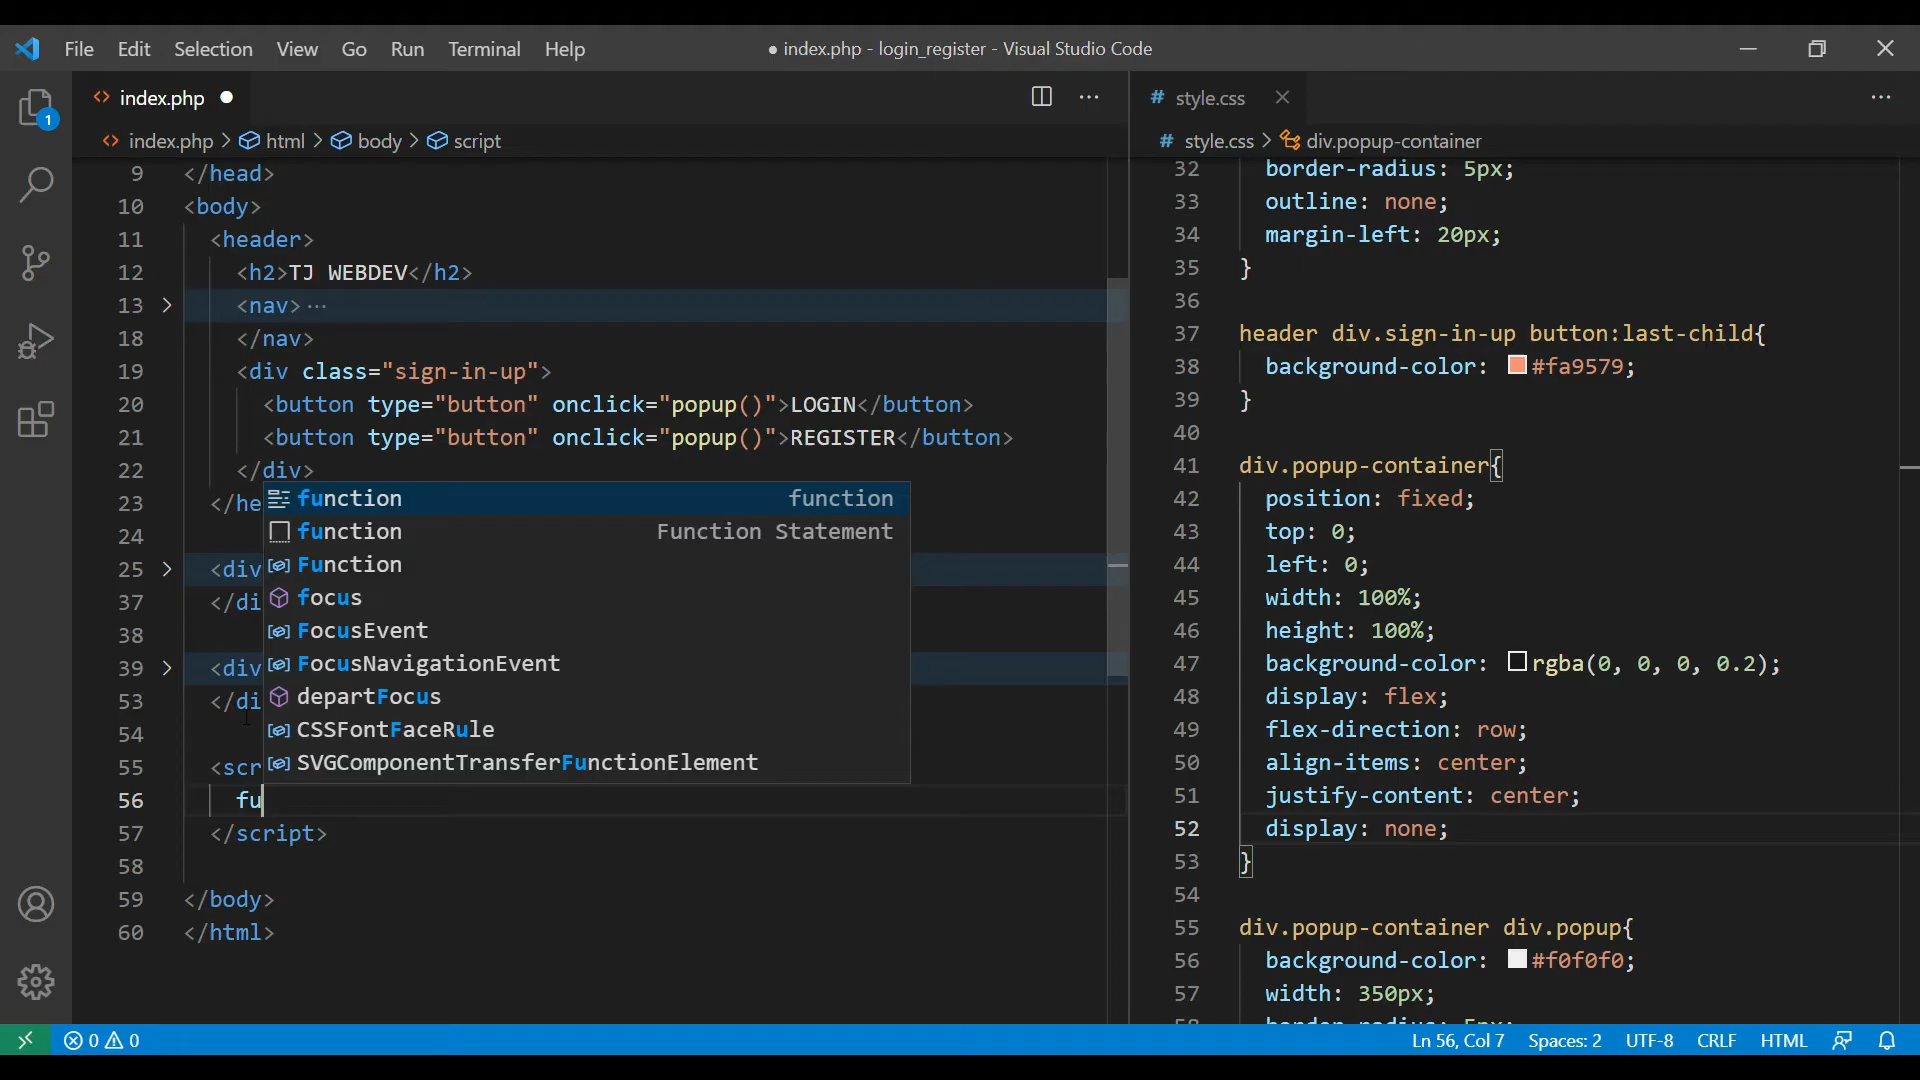 File Edit Selection View Go Run Terminal Help
● index.php - login_register - Visual Studio Code
index.php ●
style.css
index.php > html > body > script
style.css > div.popup-container
1
9 </head>
10 <body>
11 <header>
12 <h2>TJ WEBDEV</h2>
13 <nav>···
18 </nav>
19 <div class="sign-in-up">
20 <button type="button" onclick="popup()">LOGIN</button>
21 <button type="button" onclick="popup()">REGISTER</button>
22 </div>
23 </he
24
25 <div
37 </di
38
39 <div
53 </di
54
55 <scr
56 fu
57 </script>
58
59 </body>
60 </html>
function function
function Function Statement
Function
focus
FocusEvent
FocusNavigationEvent
departFocus
CSSFontFaceRule
SVGComponentTransferFunctionElement
32 border-radius: 5px;
33 outline: none;
34 margin-left: 20px;
35 }
36
37 header div.sign-in-up button:last-child{
38 background-color: #fa9579;
39 }
40
41 div.popup-container{
42 position: fixed;
43 top: 0;
44 left: 0;
45 width: 100%;
46 height: 100%;
47 background-color: rgba(0, 0, 0, 0.2);
48 display: flex;
49 flex-direction: row;
50 align-items: center;
51 justify-content: center;
52 display: none;
53 }
54
55 div.popup-container div.popup{
56 background-color: #f0f0f0;
57 width: 350px;
58 border-radius: 5px;
0 0
Ln 56, Col 7 Spaces: 2 UTF-8 CRLF HTML